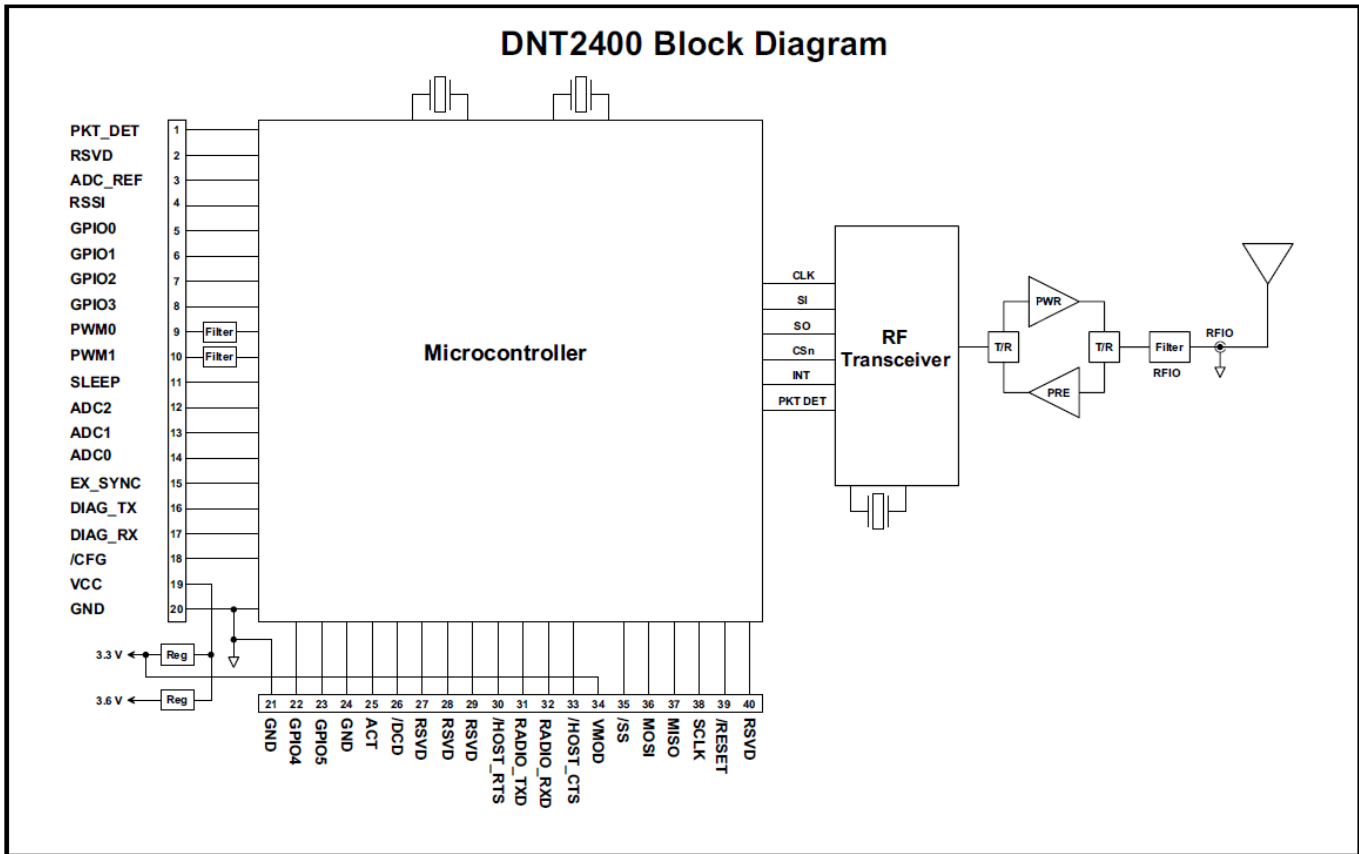 DNT2400 Block Diagram
PKT_DET 1
RSVD 2
ADC_REF 3
RSSI 4
GPIO0 5
GPIO1 6
GPIO2 7
GPIO3 8
PWM0 9 Filter
PWM1 10 Filter
SLEEP 11
ADC2 12
ADC1 13
ADC0 14
EX_SYNC 15
DIAG_TX 16
DIAG_RX 17
/CFG 18
VCC 19
GND 20
3.3 V Reg
3.6 V Reg
Microcontroller
CLK
SI
SO
CSn
INT
PKT DET
RF
Transceiver
T/R
PWR
PRE
T/R
Filter
RFIO
RFIO
21 22 23 24 25 26 27 28 29 30 31 32 33 34 35 36 37 38 39 40
GND
GPIO4
GPIO5
GND
ACT
/DCD
RSVD
RSVD
RSVD
/HOST_RTS
RADIO_TXD
RADIO_RXD
/HOST_CTS
VMOD
/SS
MOSI
MISO
SCLK
/RESET
RSVD